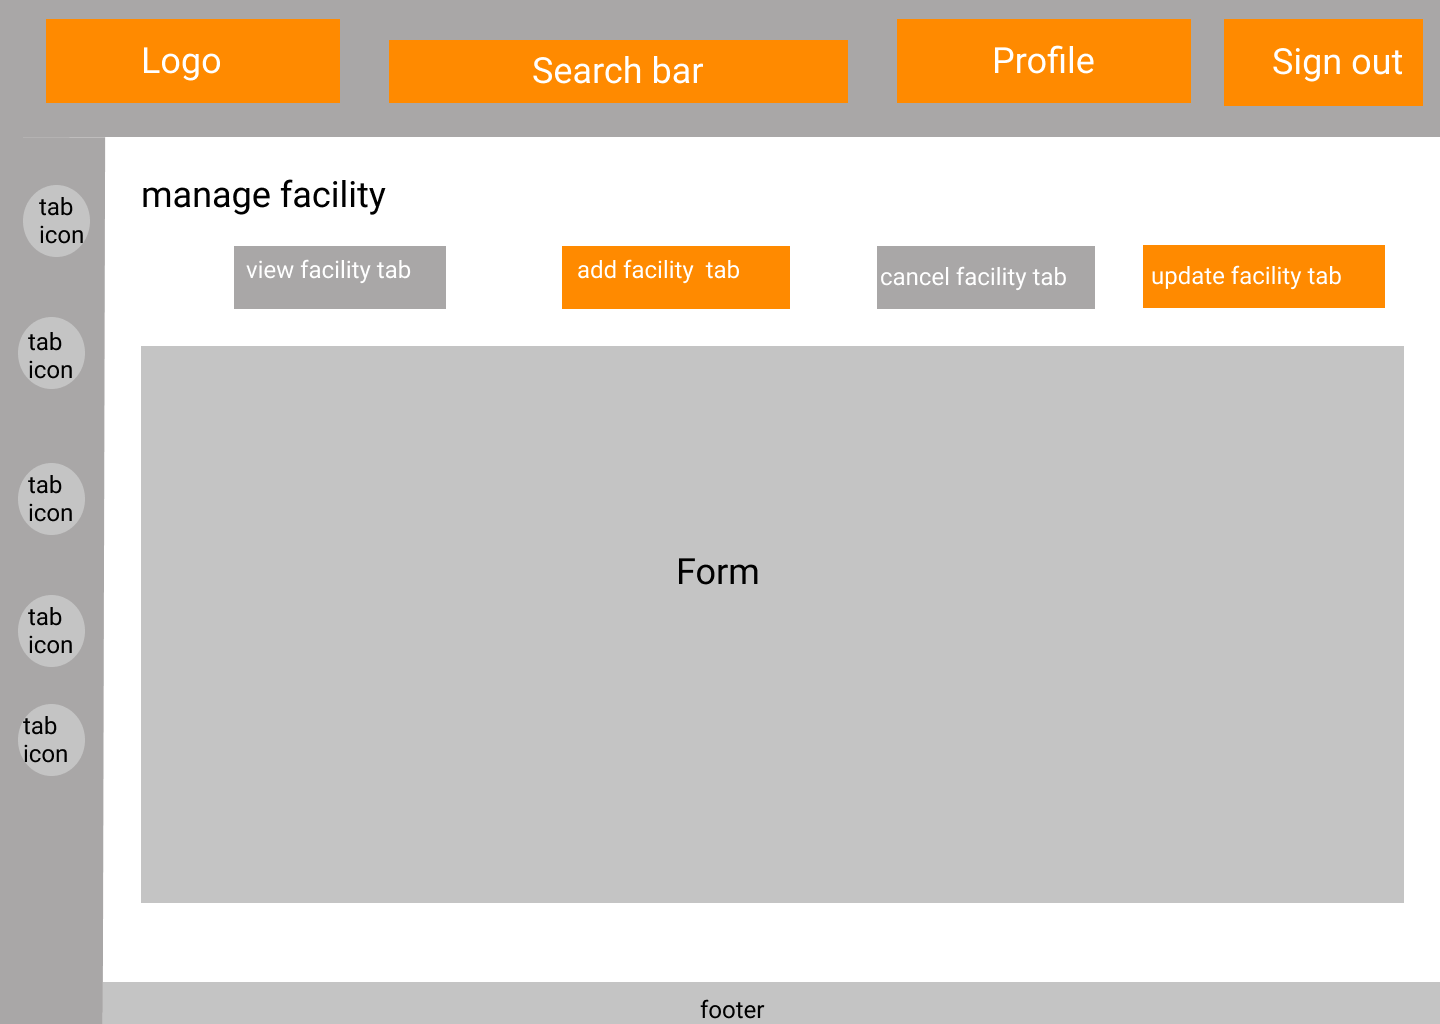 Logo
Search bar
Profile
Sign out
manage facility
view facility tab
add facility  tab
cancel facility tab
update facility tab
tab
icon
tab
icon
tab
icon
tab
icon
tab
icon
Form
footer